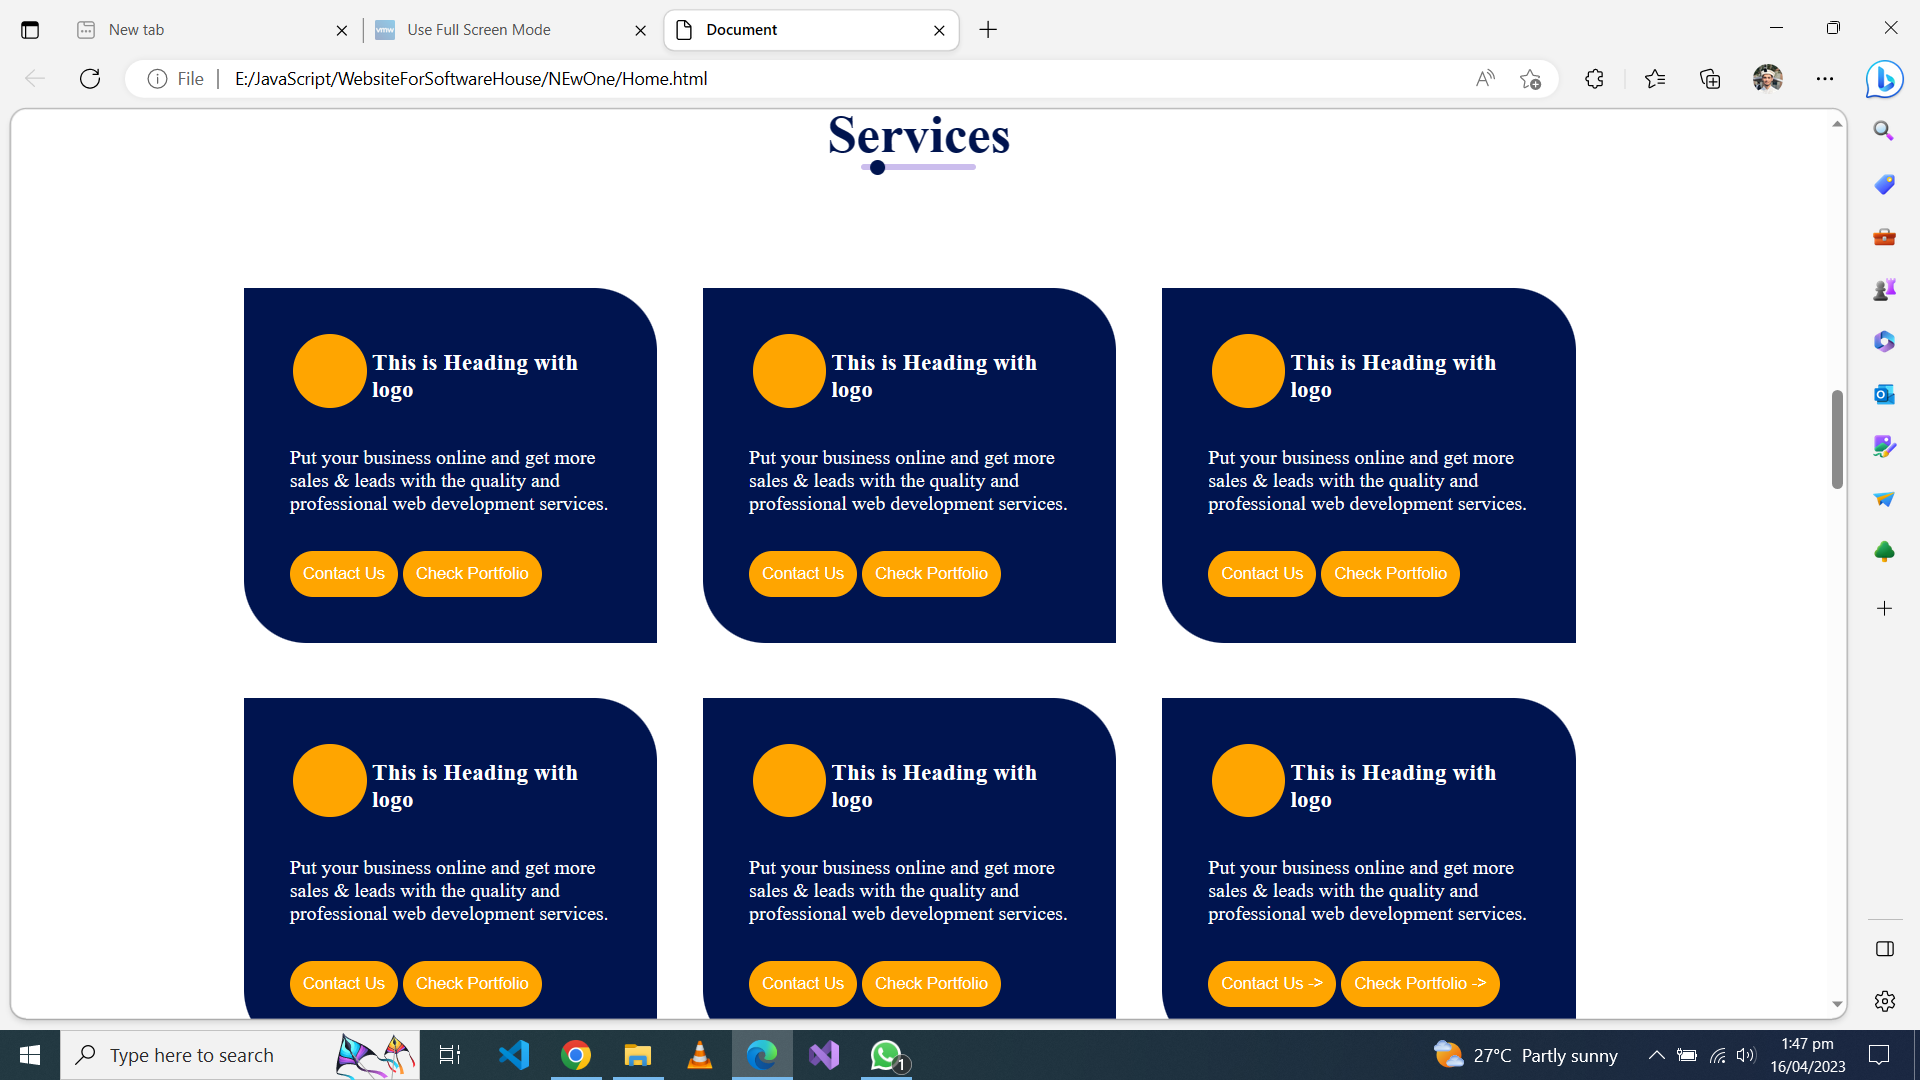 New tab
vmw
Use Full Screen Mode
Document
File
E:/JavaScript/WebsiteForSoftwareHouse/NEwOne/Home.html
Services
This is Heading with
logo
Put your business online and get more
sales & leads with the quality and
professional web development services.
Contact Us
Check Portfolio
This is Heading with
logo
Put your business online and get more
sales & leads with the quality and
professional web development services.
Contact Us
Check Portfolio
This is Heading with
logo
Put your business online and get more
sales & leads with the quality and
professional web development services.
Contact Us
Check Portfolio
This is Heading with
logo
Put your business online and get more
sales & leads with the quality and
professional web development services.
Contact Us
Check Portfolio
This is Heading with
logo
Put your business online and get more
sales & leads with the quality and
professional web development services.
Contact Us
Check Portfolio
This is Heading with
logo
Put your business online and get more
sales & leads with the quality and
professional web development services.
Contact Us ->
Check Portfolio ->
Type here to search
1
27°C Partly sunny
1:47 pm
16/04/2023